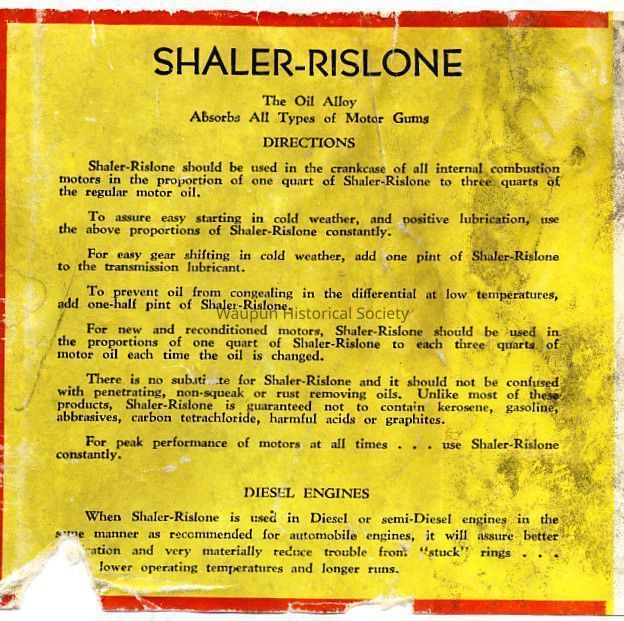 SHALER-RISLONE
The Oil Alloy
Absorbs All Types of Motor Gums
DIRECTIONS
Shaler-Rislone should be used in the crankcase of all internal combustion
motors in the proportion of one quart of Shaler-Rislone to three quarts of
the regular motor oil.
To assure easy starting in cold weather, and positive lubrication, use
the above proportions of Shaler-Rislone constantly.
For easy gear shifting in cold weather, add one pint of Shaler-Rislone
to the transmission lubricant.
To prevent oil from congealing in the differential at low temperatures,
add one-half pint of Shaler-Rislone.
Waupun Historical Society
For new and reconditioned motors, Shaler-Rislone should be used in
the proportions of one quart of Shaler-Rislone to each three quarts of
motor oil each time the oil is changed.
There is no for Shaler-Rislone and it should not be confused
with penetrating, non-squeak or rust removing oils. Unlike most of these
products, Shaler-Rislone is guaranteed not to contain kerosene, gasoline,
abbrasives, carbon tetrachloride, harmful acids or graphites.
For peak performance of motors at all times . . . use Shaler-Rislone
constantly.
DIESEL ENGINES
When Shaler-Rislone is used in Diesel or semi-Diesel engines in the
same manner as recommended for automobile engines, it will assure better
and very materially reduce trouble from "stuck" rings . . .
lower operating temperatures and longer runs.